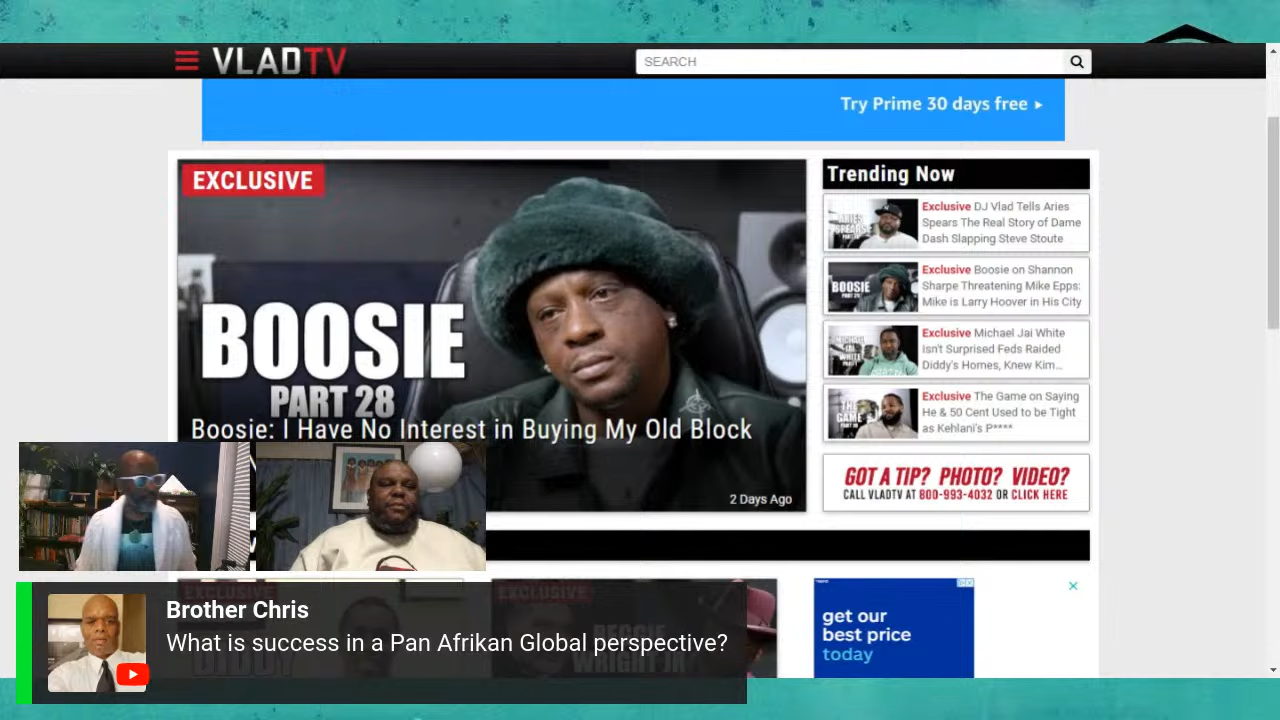 VLADTV
SEARCH
Try Prime 30 days free
EXCLUSIVE
BOOSIE
PART 28
Boosie: I Have No Interest in Buying My Old Block
2 Days Ago
Trending Now
Exclusive DJ Vlad Tells Aries
Spears The Real Story of Dame
Dash Slapping Steve Stoute
BOOSIE
Exclusive Boosie on Shannon
Sharpe Threatening Mike Epps:
Mike is Larry Hoover in His City
Exclusive Michael Jai White
Isn't Surprised Feds Raided
Diddy's Homes, Knew Kim...
Exclusive The Game on Saying
He & 50 Cent Used to be Tight
as Kehlani's P****
GOT A TIP? PHOTO? VIDEO?
CALL VLADTV AT 800-993-4032 OR CLICK HERE
EXCLUSIVE
EXCLUSIVE
Brother Chris
What is success in a Pan Afrikan Global perspective?
get our
best price
today